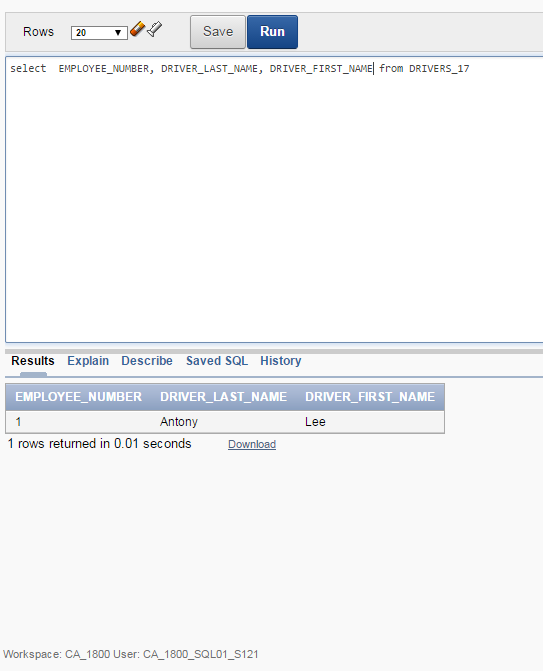 Rows 20 Save Run
select  EMPLOYEE_NUMBER, DRIVER_LAST_NAME, DRIVER_FIRST_NAME from DRIVERS_17
Results Explain Describe Saved SQL History
EMPLOYEE_NUMBER DRIVER_LAST_NAME DRIVER_FIRST_NAME
1 Antony Lee
1 rows returned in 0.01 seconds Download
Workspace: CA_1800 User: CA_1800_SQL01_S121